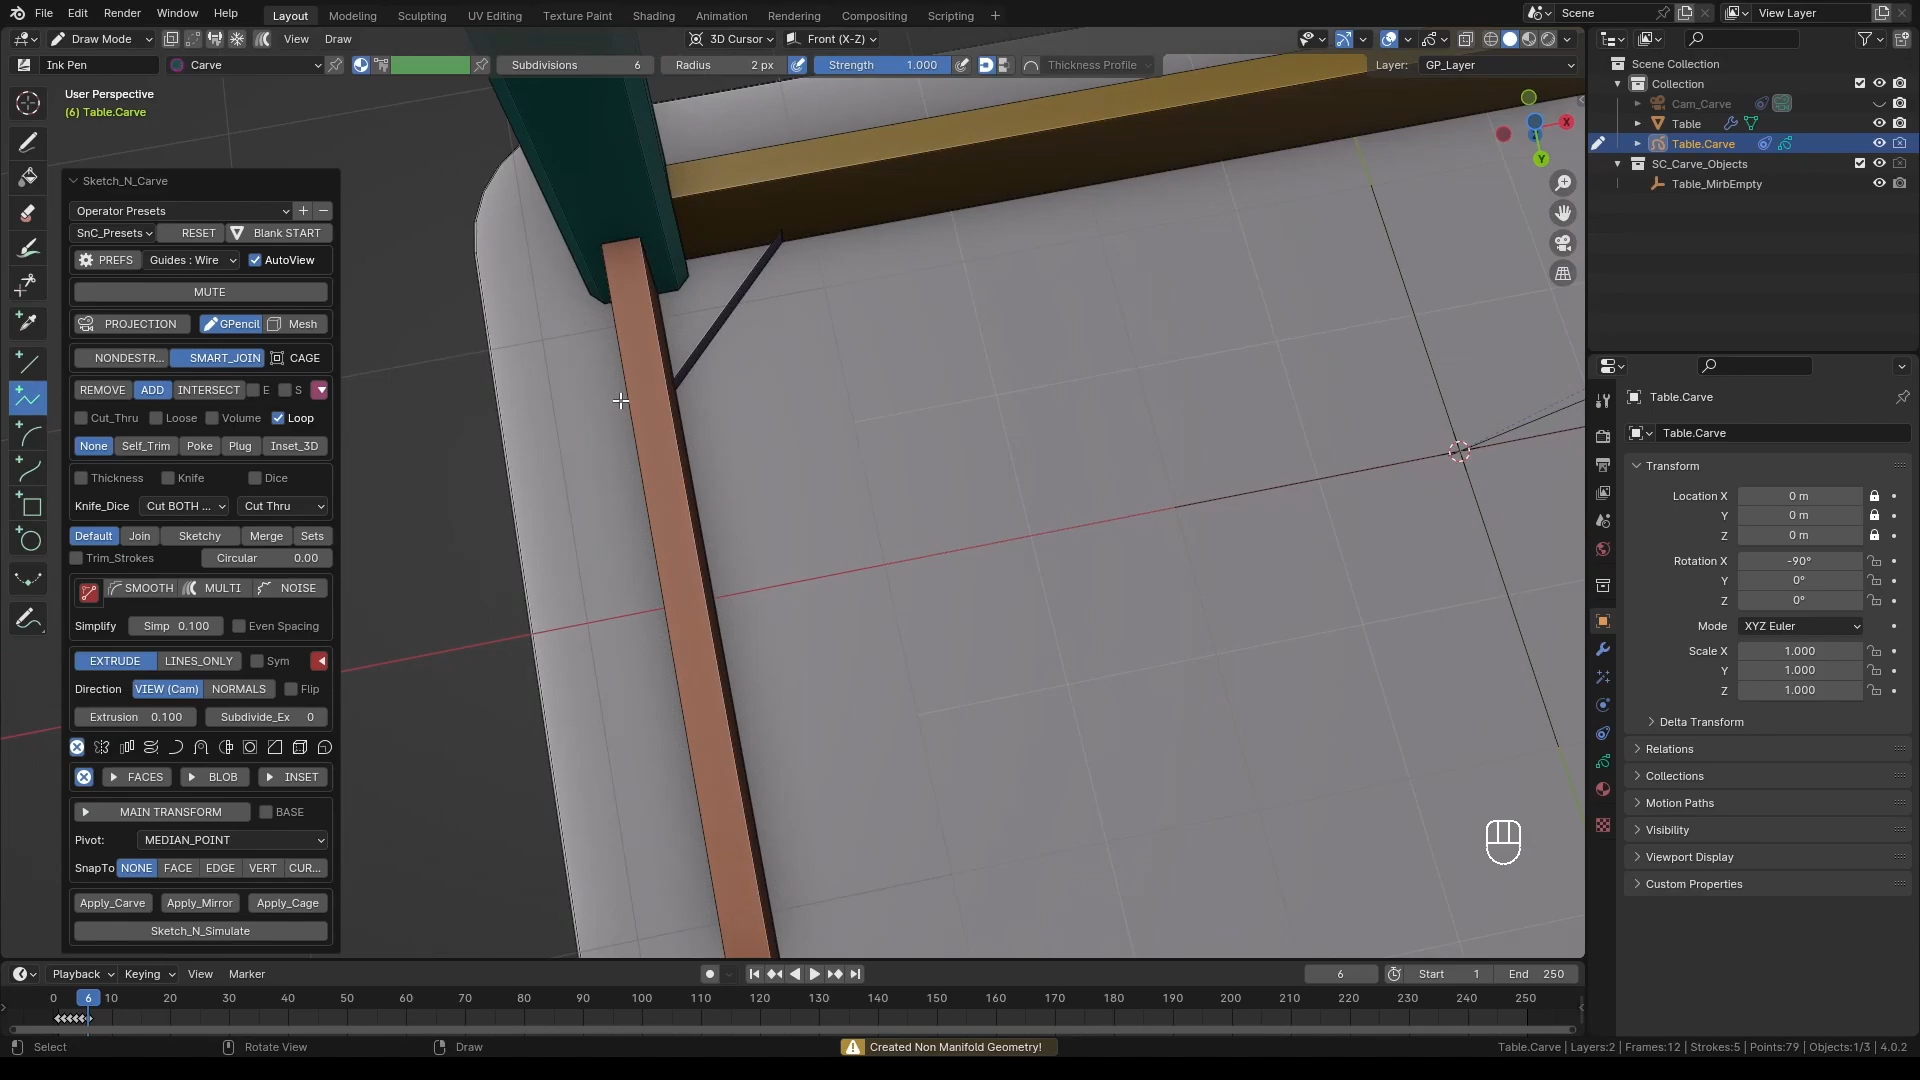 File Edit Render Window Help Layout Modeling Sculpting UV Editing Texture Paint Shading Animation Rendering Compositing Scripting + Scene View Layer
Draw Mode View Draw 3D Cursor Front (X-Z)
Ink Pen Carve Subdivisions 6 Radius 2 px Strength 1.000 Thickness Profile Layer: GP_Layer
User Perspective
(6) Table.Carve
Sketch_N_Carve
Operator Presets
SnC_Presets RESET Blank START
PREFS Guides : Wire AutoView
MUTE
PROJECTION GPencil Mesh
NONDESTR... SMART_JOIN CAGE
REMOVE ADD INTERSECT E S
Cut_Thru Loose Volume Loop
None Self_Trim Poke Plug Inset_3D
Thickness Knife Dice
Knife_Dice Cut BOTH ... Cut Thru
Default Join Sketchy Merge Sets
Trim_Strokes Circular 0.00
SMOOTH MULTI NOISE
Simplify Simp 0.100 Even Spacing
EXTRUDE LINES_ONLY Sym
Direction VIEW (Cam) NORMALS Flip
Extrusion 0.100 Subdivide_Ex 0
FACES BLOB INSET
MAIN TRANSFORM BASE
Pivot: MEDIAN_POINT
SnapTo NONE FACE EDGE VERT CUR...
Apply_Carve Apply_Mirror Apply_Cage
Sketch_N_Simulate
X
Y
Scene Collection
Collection
Cam_Carve
Table
Table.Carve
SC_Carve_Objects
Table_MirbEmpty
Table.Carve
Table.Carve
Transform
Location X 0 m
Y 0 m
Z 0 m
Rotation X -90°
Y 0°
Z 0°
Mode XYZ Euler
Scale X 1.000
Y 1.000
Z 1.000
Delta Transform
Relations
Collections
Motion Paths
Visibility
Viewport Display
Custom Properties
Playback Keying View Marker 6 Start 1 End 250
0 6 10 20 30 40 50 60 70 80 90 100 110 120 130 140 150 160 170 180 190 200 210 220 230 240 250
Select Rotate View Draw Created Non Manifold Geometry! Table.Carve | Layers:2 | Frames:12 | Strokes:5 | Points:79 | Objects:1/3 | 4.0.2